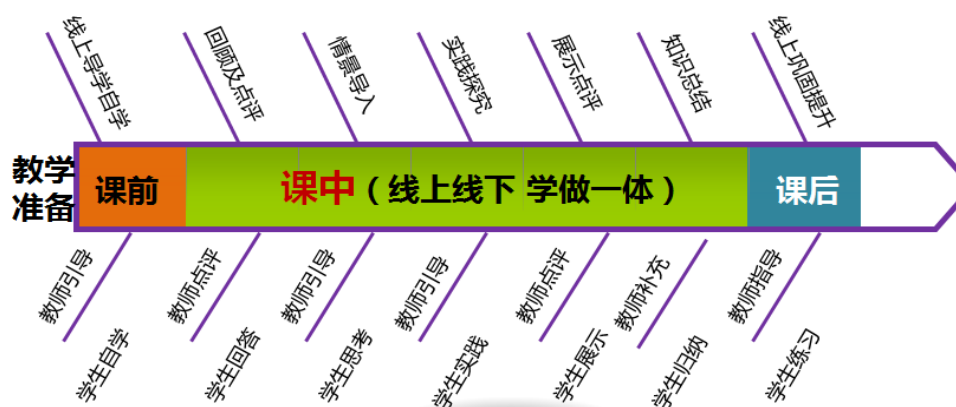 线上导学自学
回顾及点评
情景导入
实践探究
展示点评
知识总结
线上巩固提升
教学
准备
课前
课中（线上线下 学做一体）
课后
教师引导
学生自学
教师点评
学生回答
教师引导
学生思考
教师引导
学生实践
教师点评
学生展示
教师补充
学生归纳
教师指导
学生练习